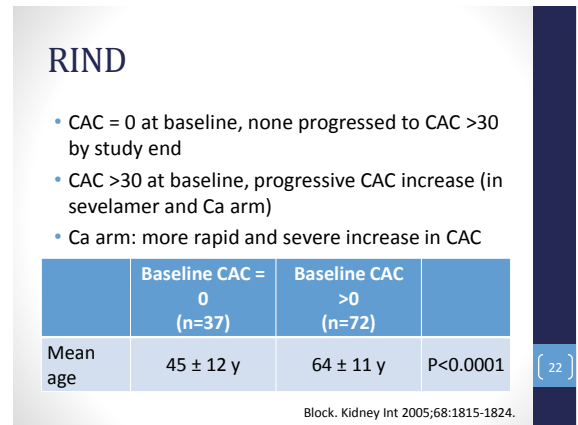 RIND
• CAC = 0 at baseline, none progressed to CAC >30
by study end
• CAC >30 at baseline, progressive CAC increase (in
sevelamer and Ca arm)
• Ca arm: more rapid and severe increase in CAC
Baseline CAC =
0
(n=37)
Baseline CAC
>0
(n=72)
Mean
age
45 ± 12 y
64 ± 11 y
P<0.0001
22
Block. Kidney Int 2005;68:1815-1824.